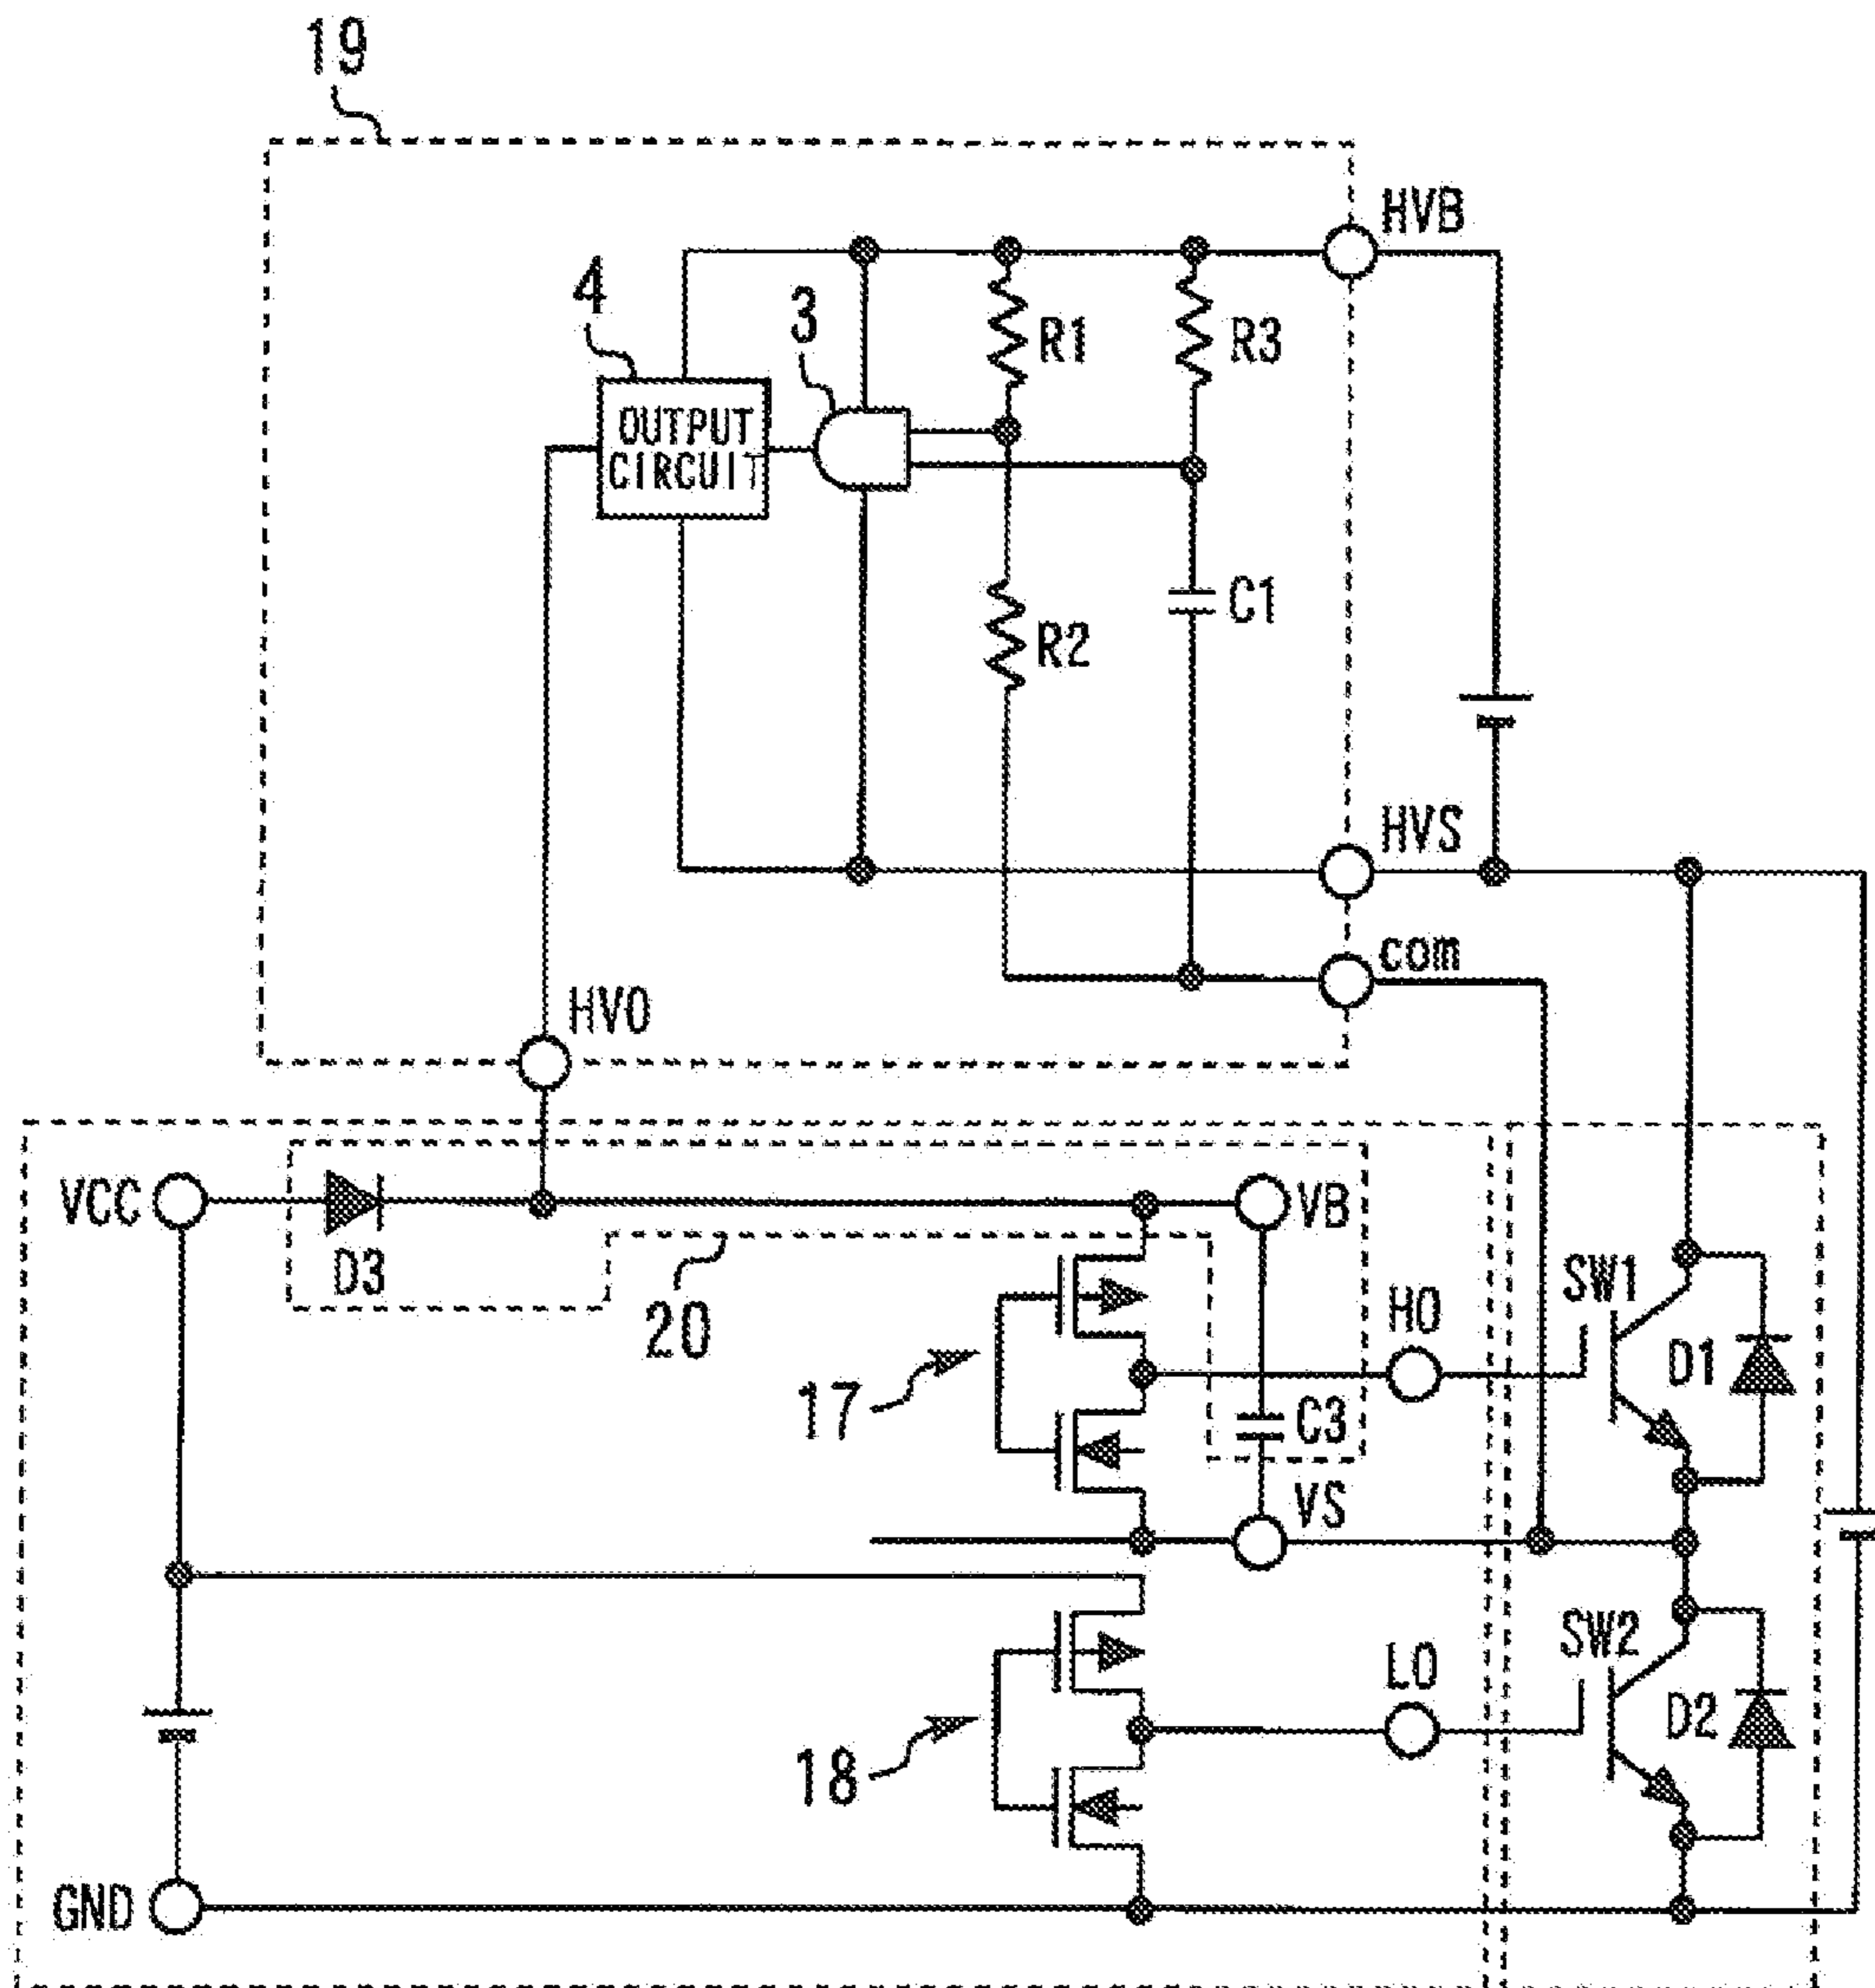 19
HVB
4
3
R1
R3
OUTPUT
CIRCUIT
C1
R2
HVS
com
HVO
VCC
VB
D3
20
SW1
HO
17
D1
C3
VS
SW2
LO
D2
18
GND